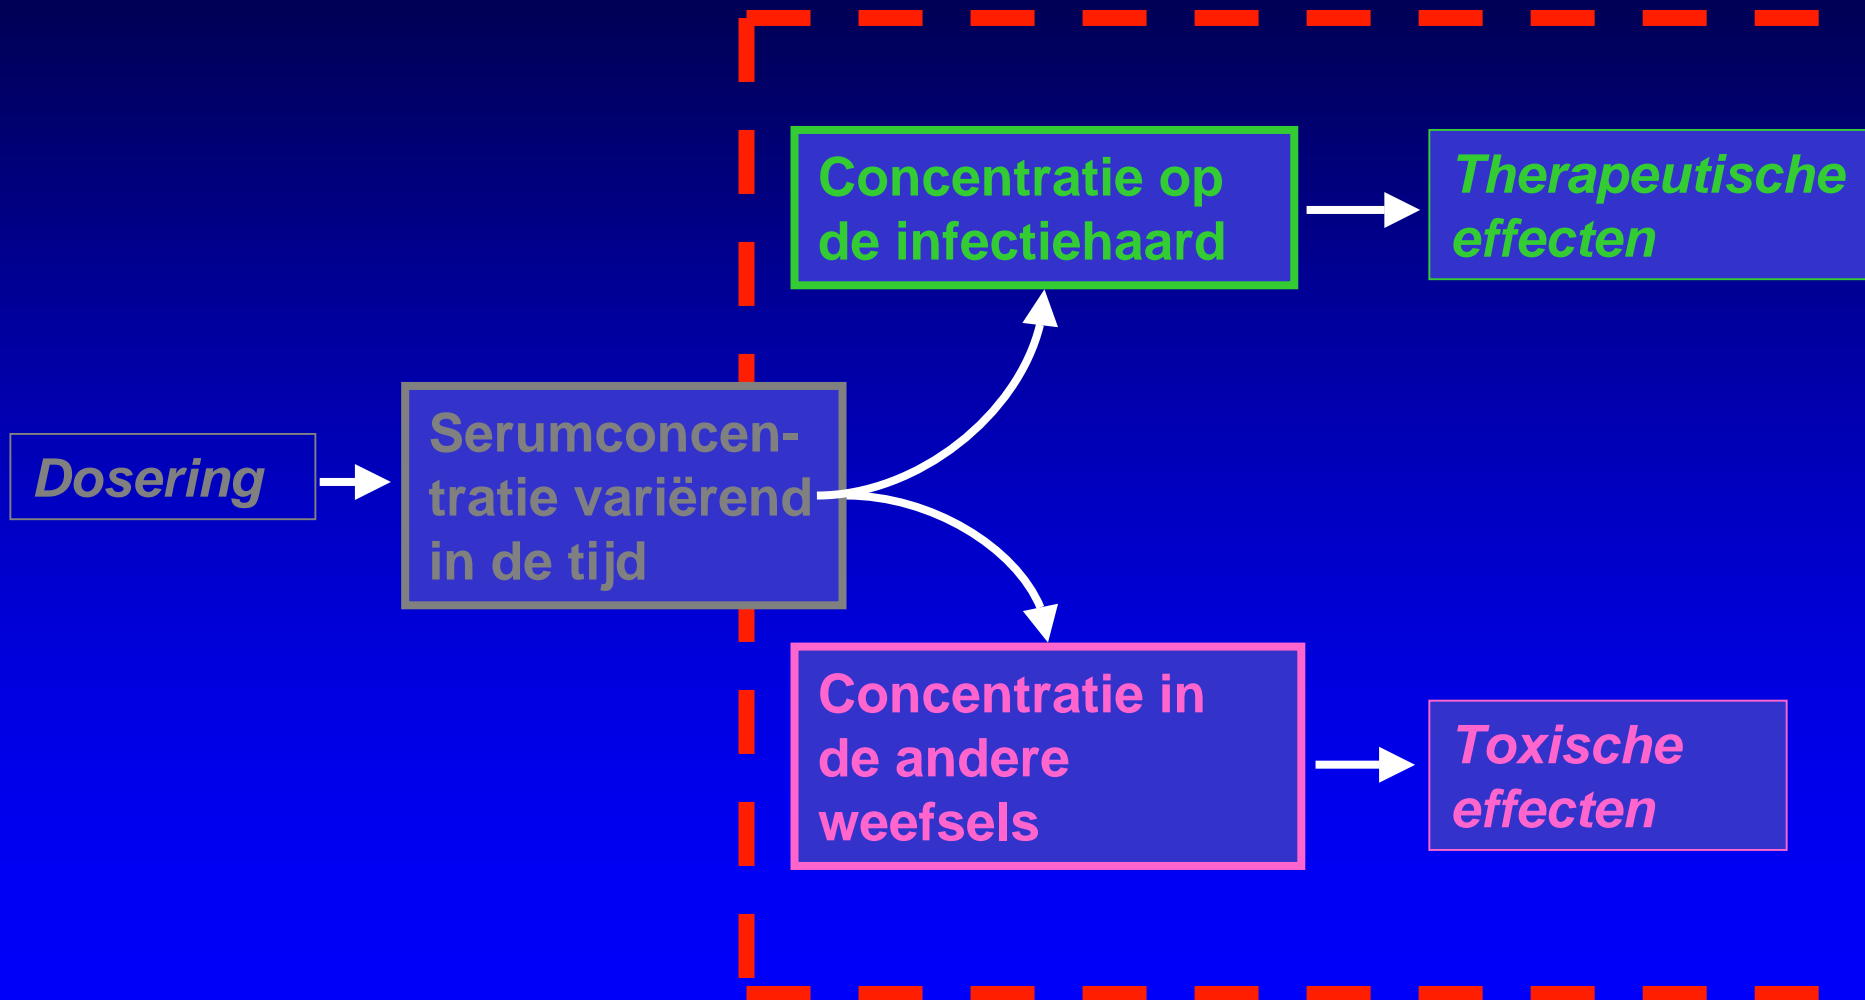 Dosering
Serumconcen-
tratie variërend
in de tijd
Concentratie op
de infectiehaard
Therapeutische
effecten
Concentratie in
de andere
weefsels
Toxische
effecten